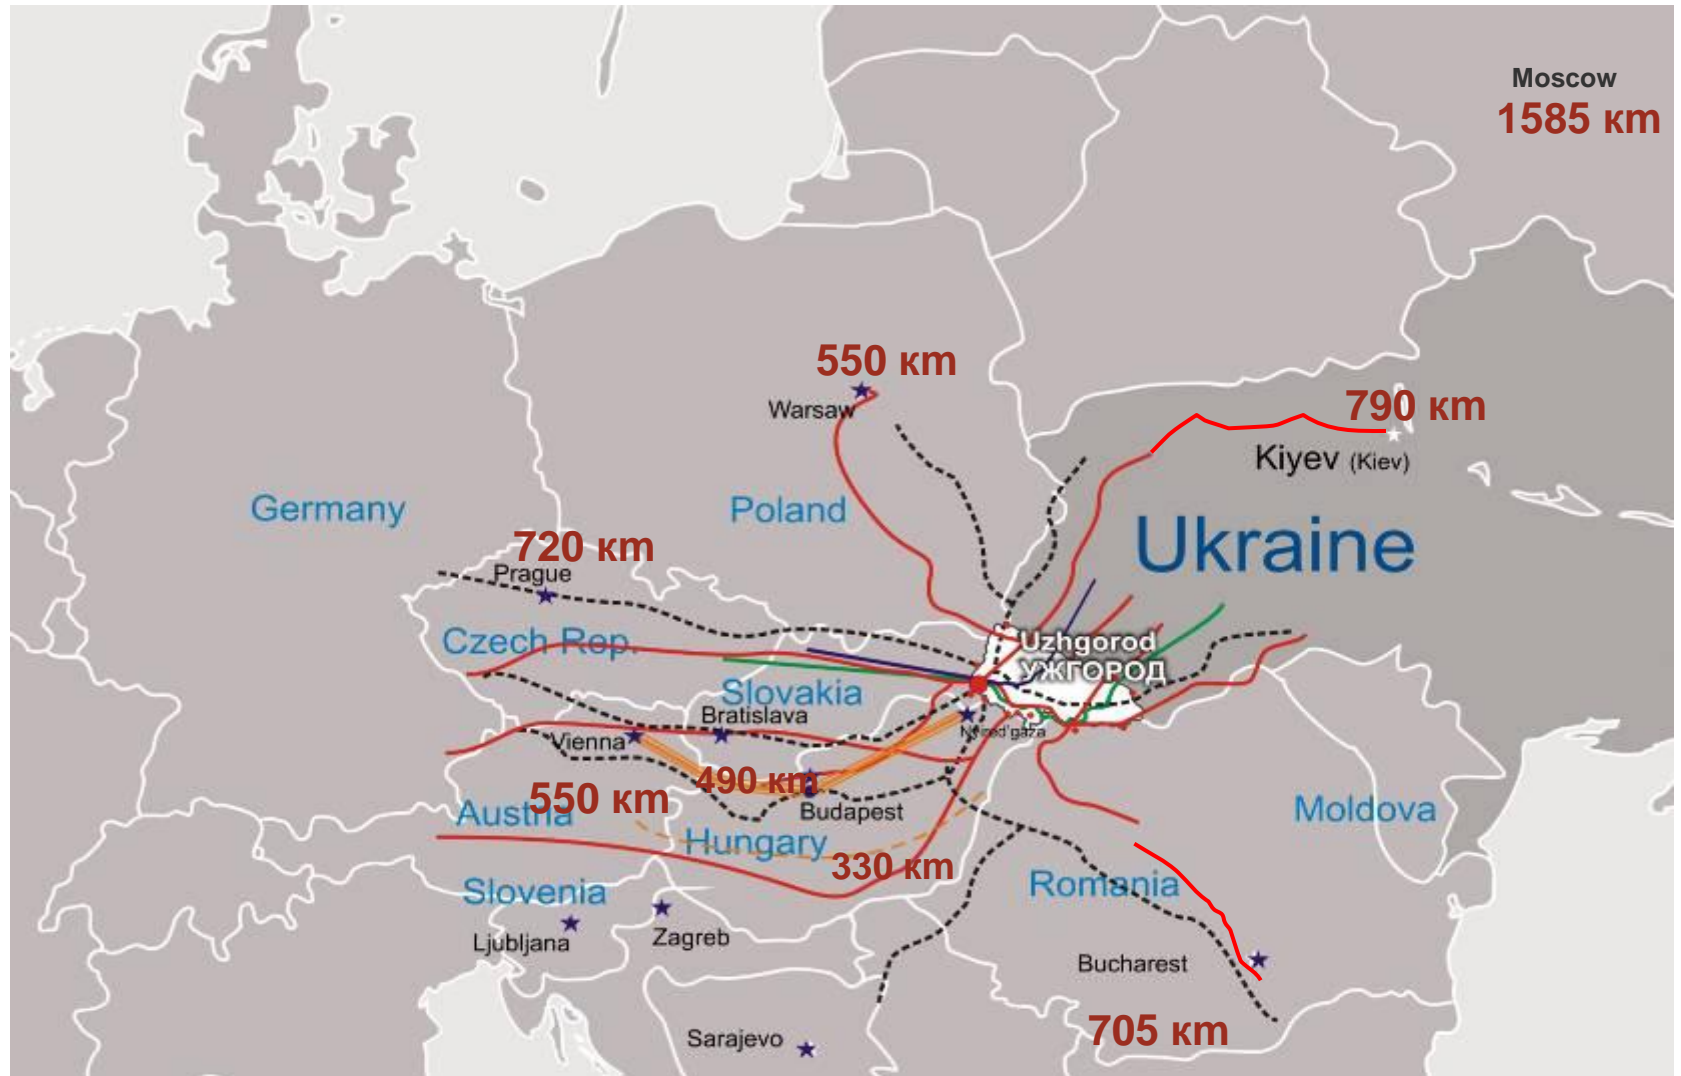 Moscow
1585 кm
550 кm
Warsaw
790 кm
Kiyev (Kiev)
Germany
Poland
Ukraine
720 кm
Prague
Czech Rep.
Uzhgorod
УЖГОРОД
Slovakia
Bratislava
Vienna
490 кm
550 кm
Budapest
Austria
Hungary
Moldova
330 кm
Romania
Slovenia
Ljubljana
Zagreb
Bucharest
705 кm
Sarajevo